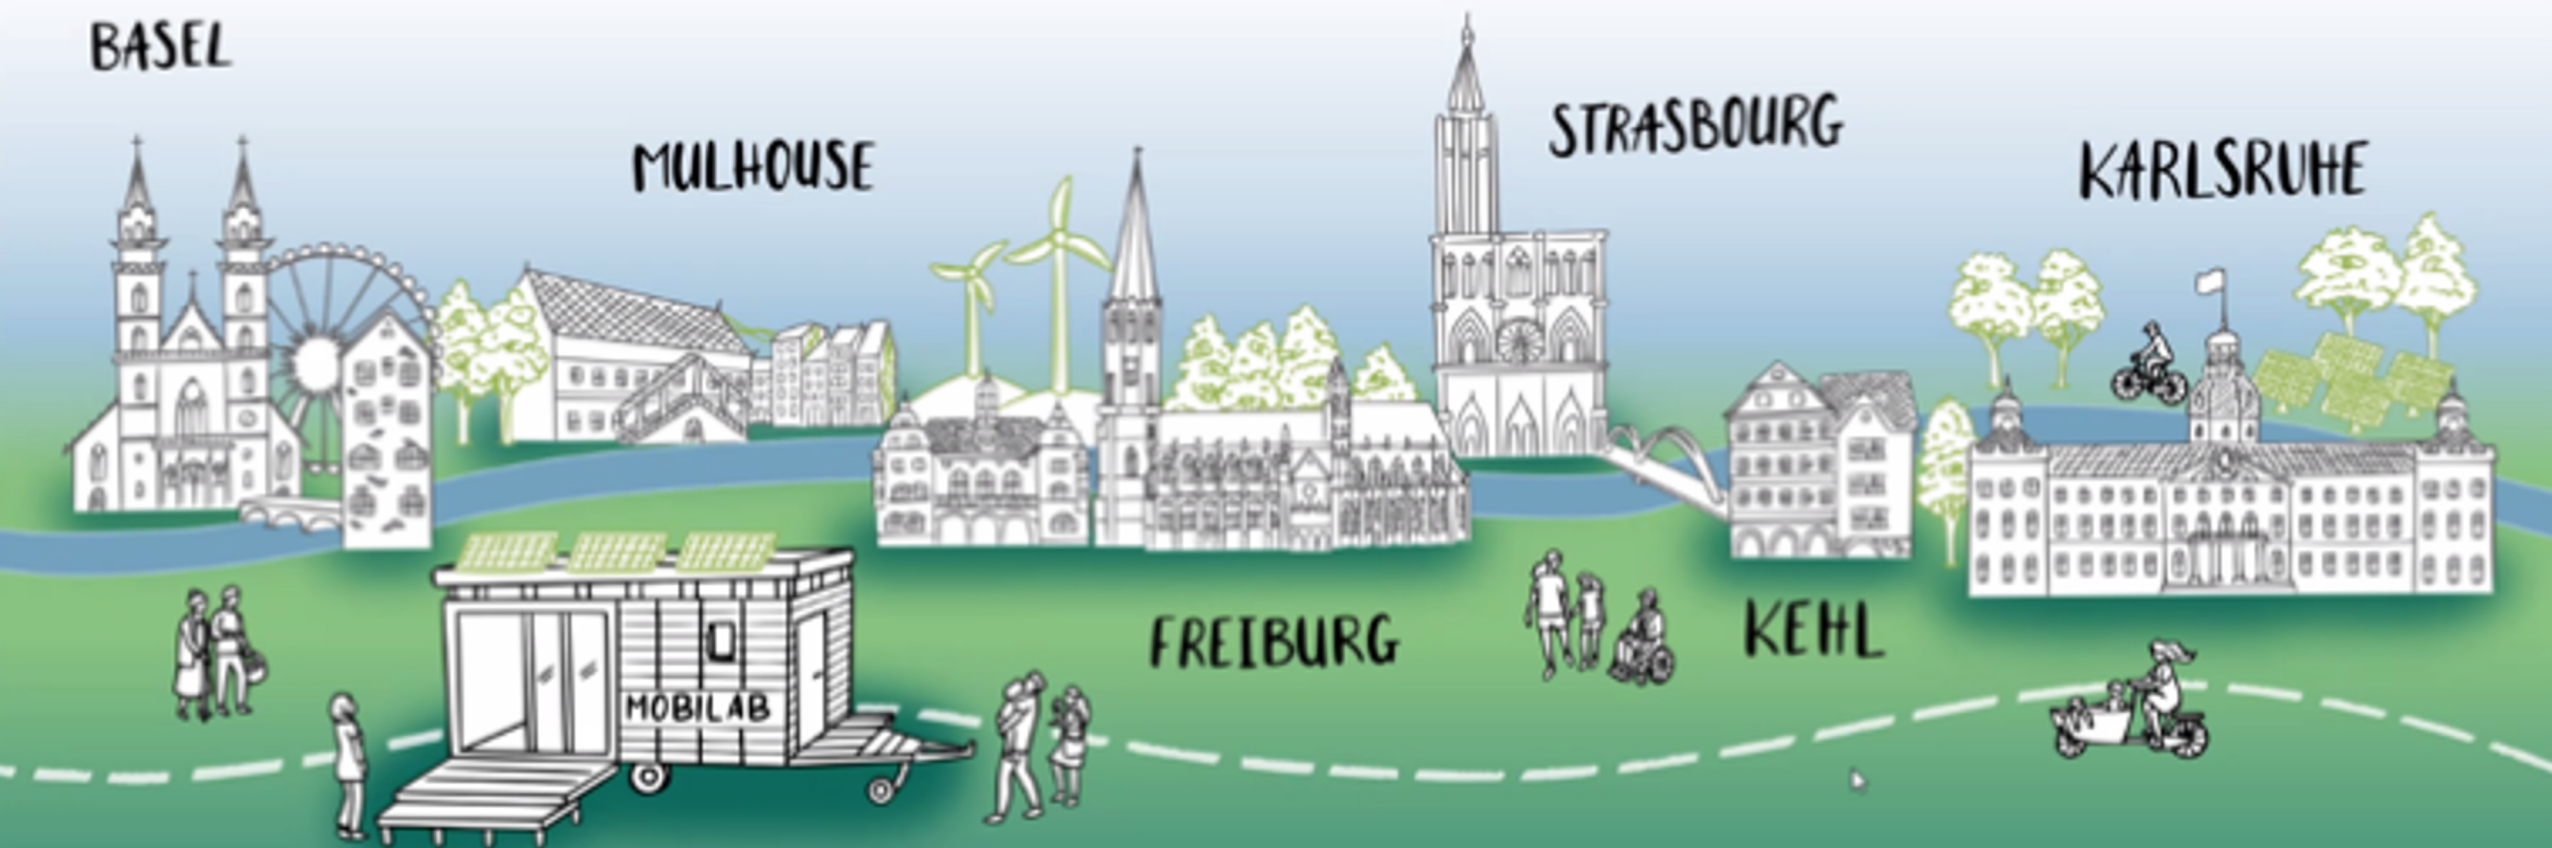 BASEL
MULHOUSE
STRASBOURG
KARLSRUHE
FREIBURG
KEHL
MOBILAB